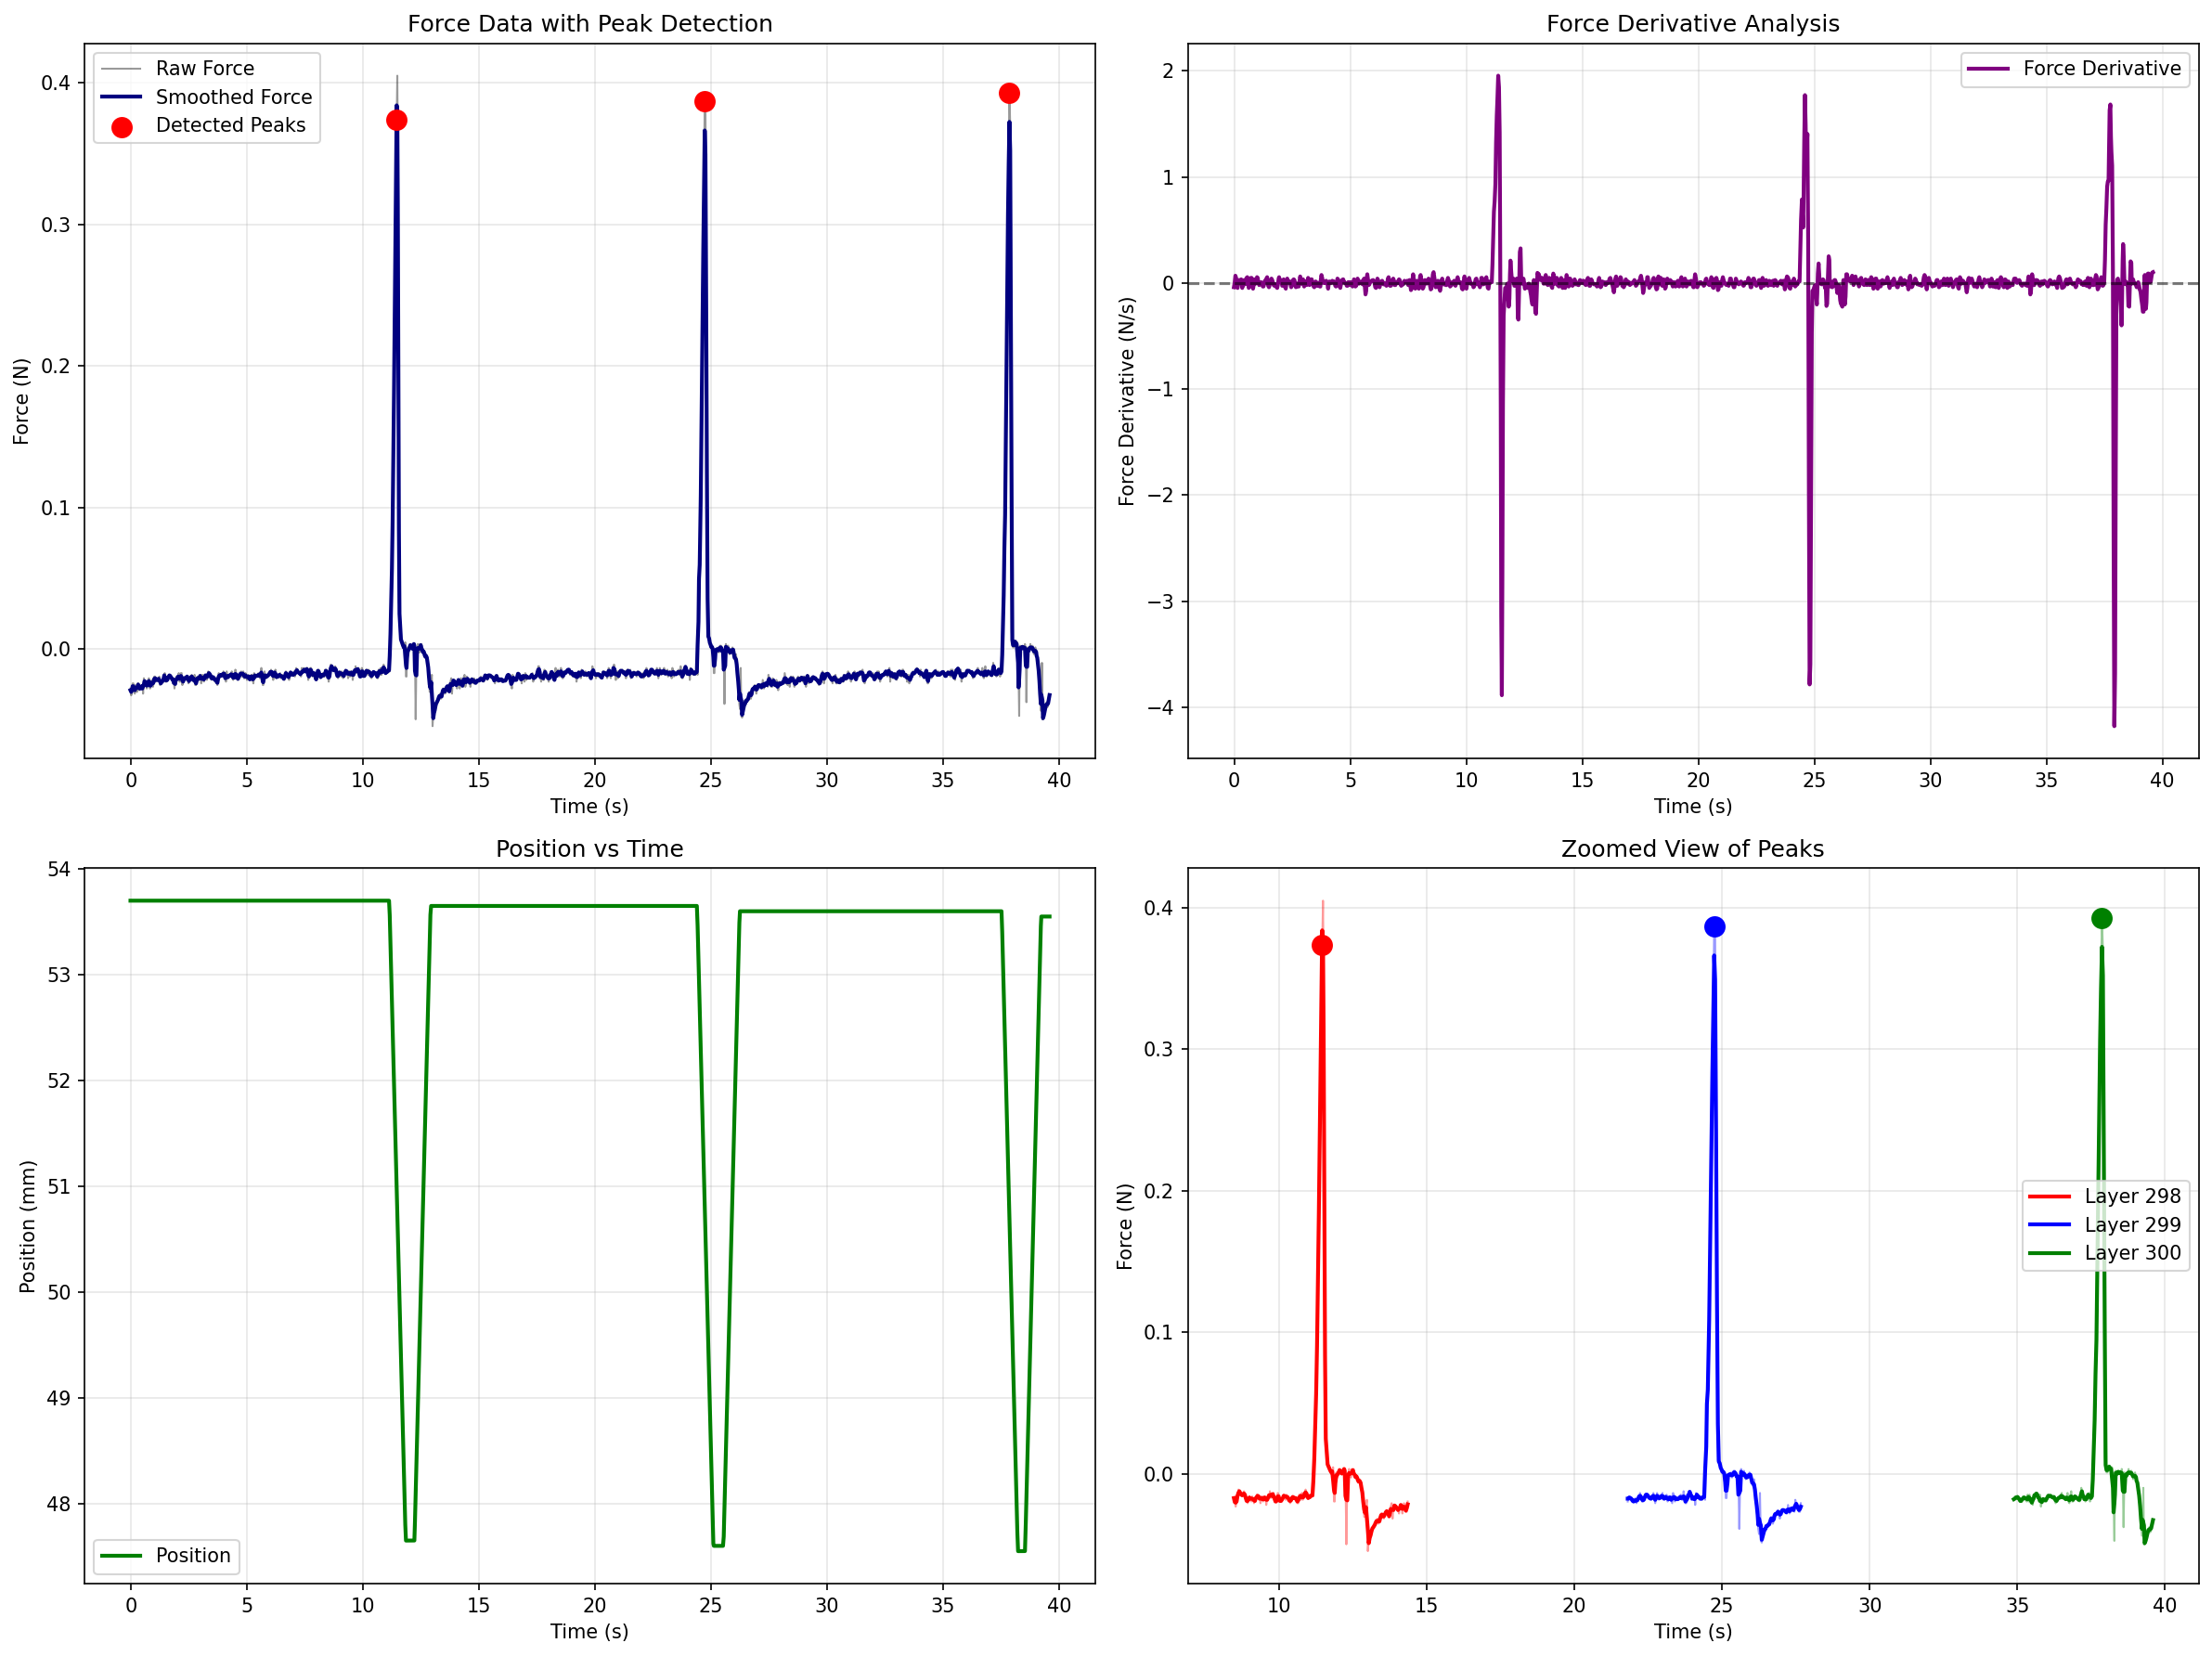 Force Data with Peak Detection
Raw Force
Smoothed Force
Detected Peaks
0.4
0.3
0.2
0.1
0.0
Force (N)
0 5 10 15 20 25 30 35 40
Time (s)
Force Derivative Analysis
Force Derivative
2
1
0
−1
−2
−3
−4
Force Derivative (N/s)
0 5 10 15 20 25 30 35 40
Time (s)
Position vs Time
54
53
52
51
50
49
48
Position (mm)
Position
0 5 10 15 20 25 30 35 40
Time (s)
Zoomed View of Peaks
0.4
0.3
0.2
0.1
0.0
Force (N)
Layer 298
Layer 299
Layer 300
10 15 20 25 30 35 40
Time (s)